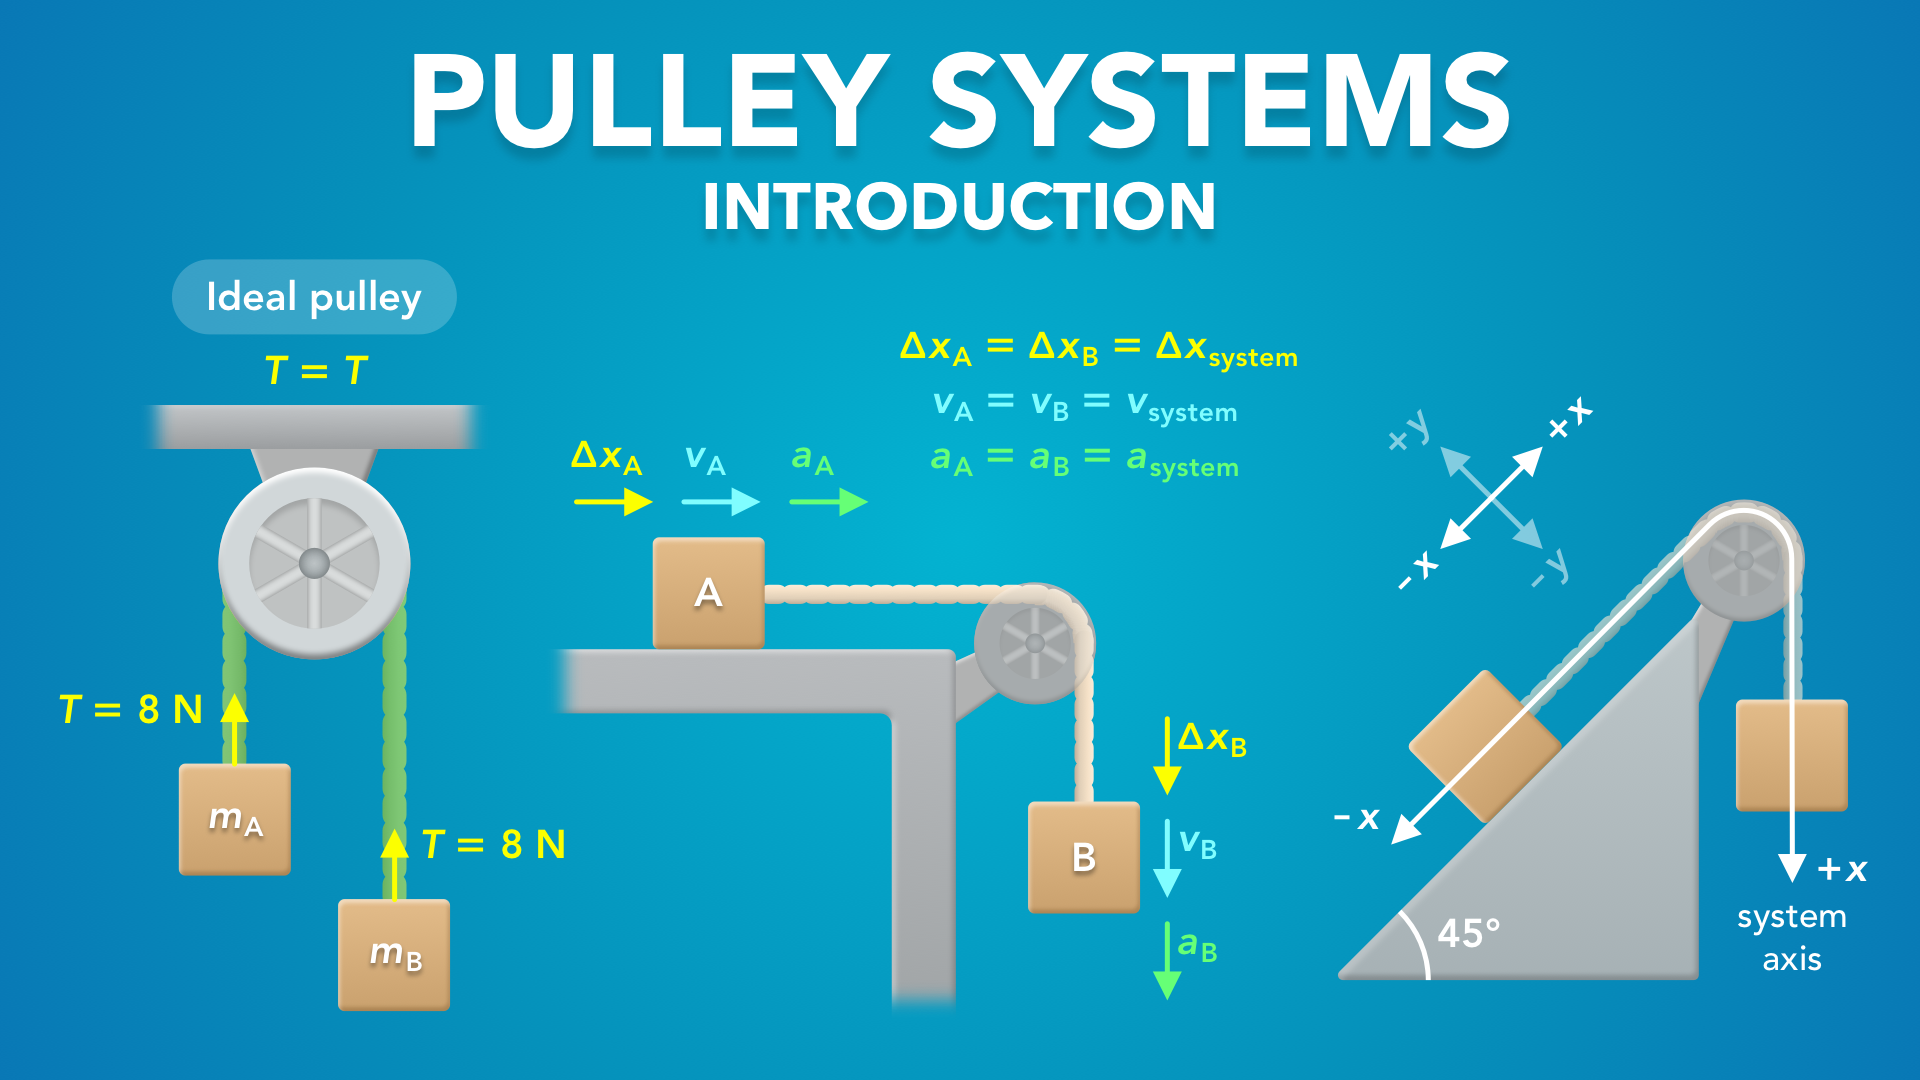 PULLEY SYSTEMS
INTRODUCTION
Ideal pulley
T = T
T = 8 N
m_A
T = 8 N
m_B
Δx_A
v_A
a_A
Δx_A = Δx_B = Δx_system
v_A = v_B = v_system
a_A = a_B = a_system
A
B
Δx_B
v_B
a_B
+y
+x
-x
-y
-x
45°
+x
system
axis